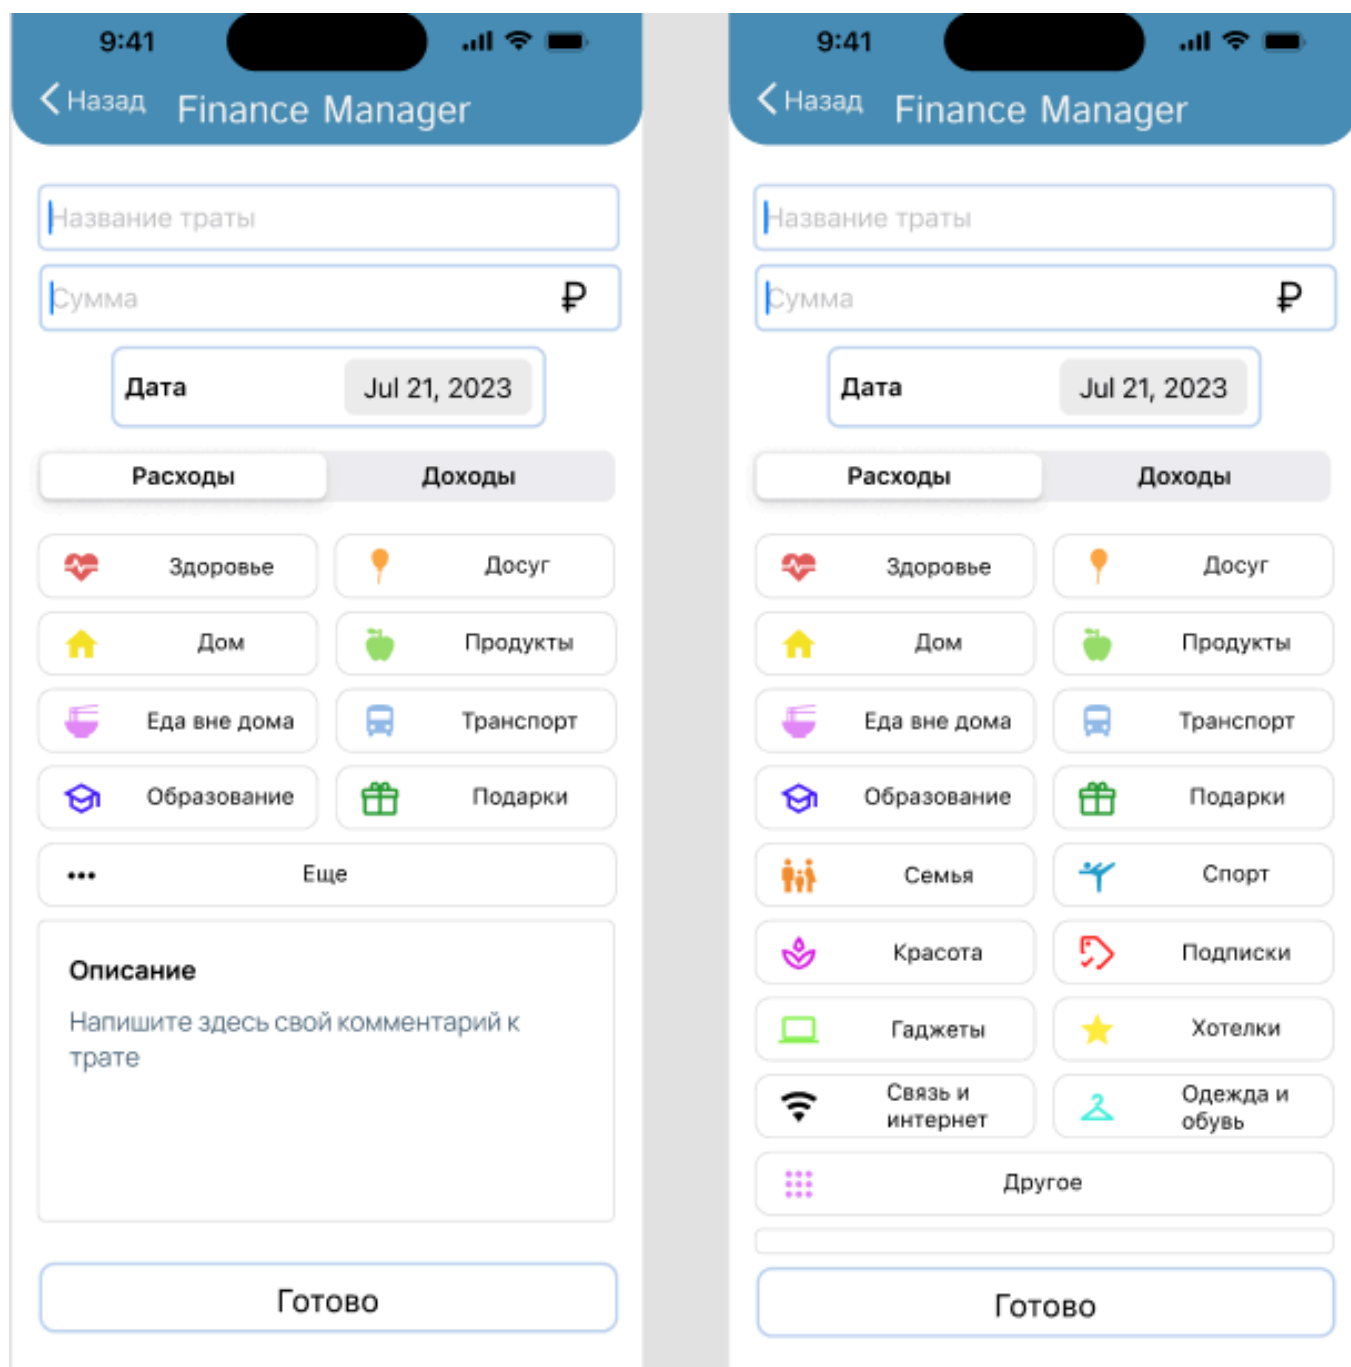 9:41
Назад
Finance Manager
Название траты
Сумма
₽
Дата
Jul 21, 2023
Расходы
Доходы
Здоровье
Досуг
Дом
Продукты
Еда вне дома
Транспорт
Образование
Подарки
Еще
Описание
Напишите здесь свой комментарий к
трате
Готово
9:41
Назад
Finance Manager
Название траты
Сумма
₽
Дата
Jul 21, 2023
Расходы
Доходы
Здоровье
Досуг
Дом
Продукты
Еда вне дома
Транспорт
Образование
Подарки
Семья
Спорт
Красота
Подписки
Гаджеты
Хотелки
Связь и
интернет
Одежда и
обувь
Другое
Готово